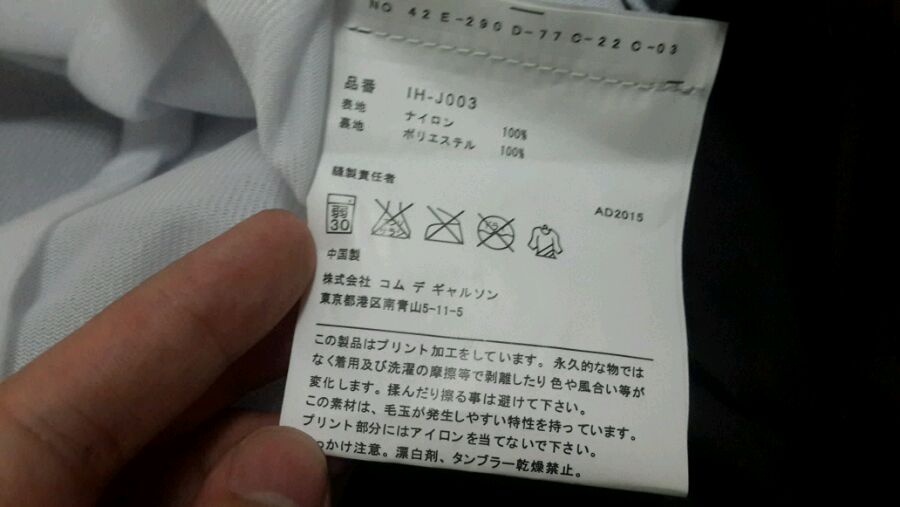 NO 42 E-290 D-77 C-22 C-03
品番 IH-J003
表地 ナイロン 100%
裏地 ポリエステル 100%
縫製責任者
AD2015
弱
30
中国製
株式会社 コム デ ギャルソン
東京都港区南青山5-11-5
この製品はプリント加工をしています。永久的な物では
なく着用及び洗濯の摩擦等で剥離したり色や風合い等が
変化します。揉んだり擦る事は避けて下さい。
この素材は、毛玉が発生しやすい特性を持っています。
プリント部分にはアイロンを当てないで下さい。
っかけ注意。漂白剤、タンブラー乾燥禁止。